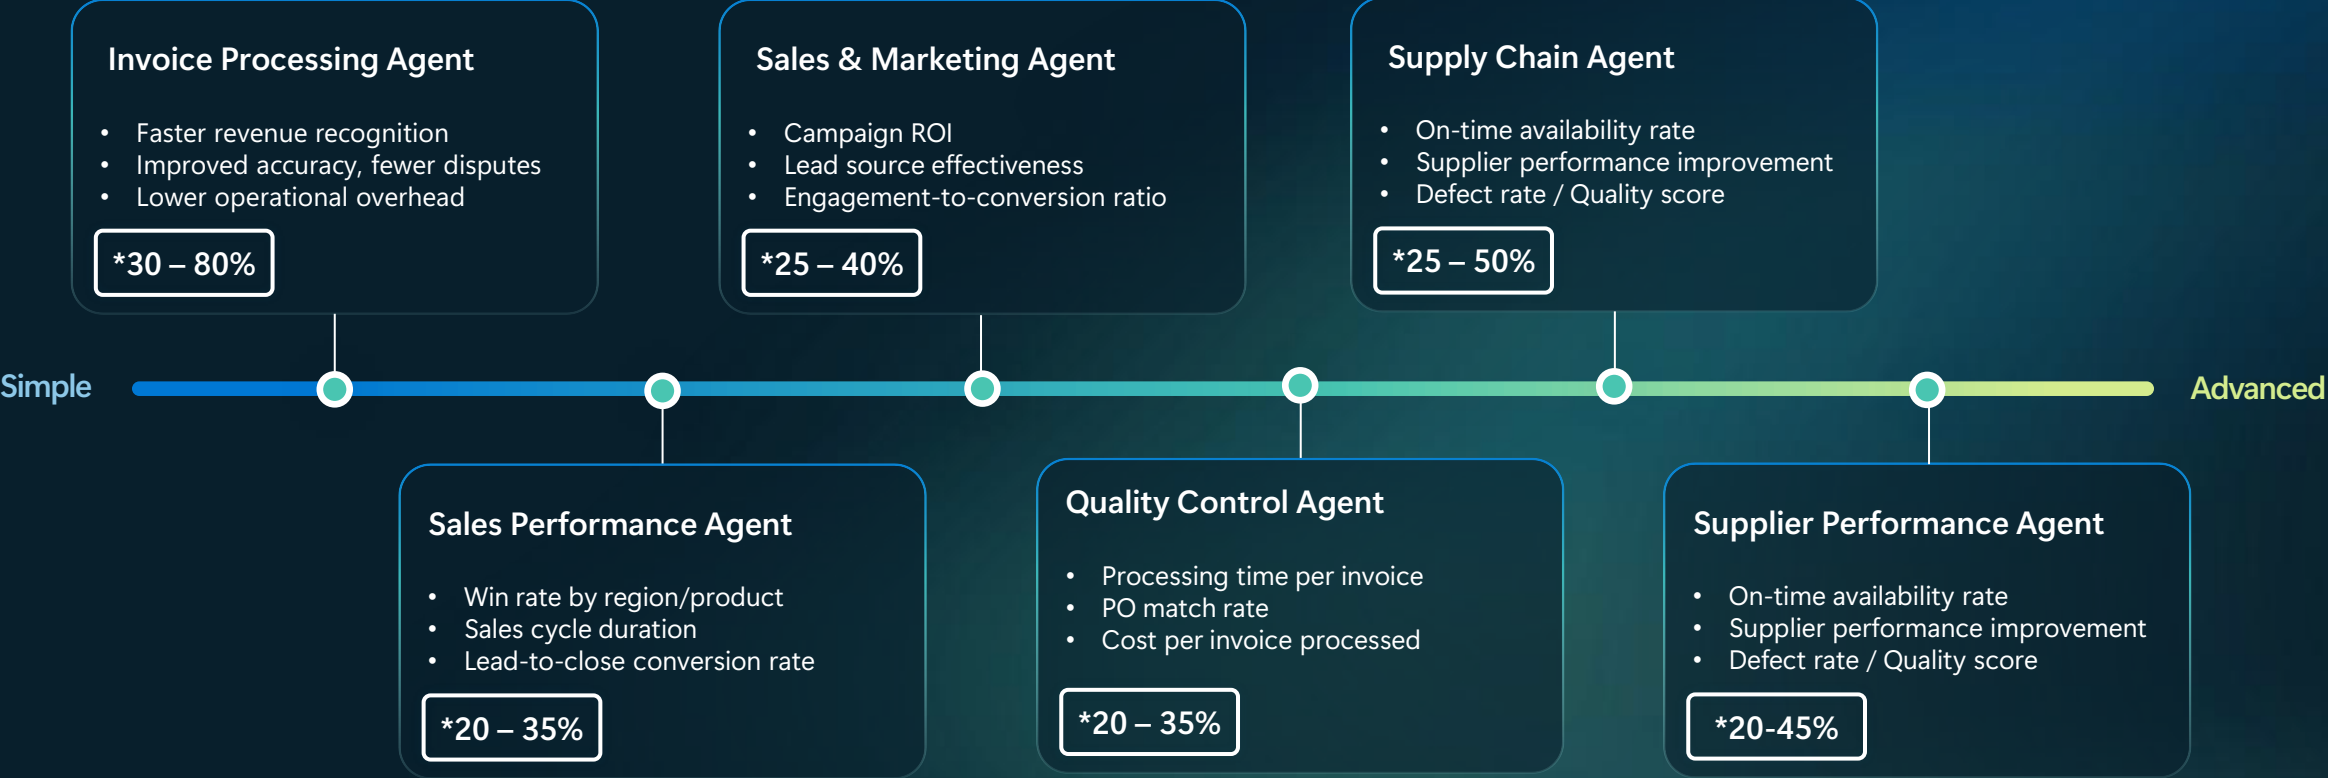 Invoice Processing Agent
• Faster revenue recognition
• Improved accuracy, fewer disputes
• Lower operational overhead
*30 – 80%
Sales & Marketing Agent
• Campaign ROI
• Lead source effectiveness
• Engagement-to-conversion ratio
*25 – 40%
Supply Chain Agent
• On-time availability rate
• Supplier performance improvement
• Defect rate / Quality score
*25 – 50%
Simple
Advanced
Sales Performance Agent
• Win rate by region/product
• Sales cycle duration
• Lead-to-close conversion rate
*20 – 35%
Quality Control Agent
• Processing time per invoice
• PO match rate
• Cost per invoice processed
*20 – 35%
Supplier Performance Agent
• On-time availability rate
• Supplier performance improvement
• Defect rate / Quality score
*20-45%